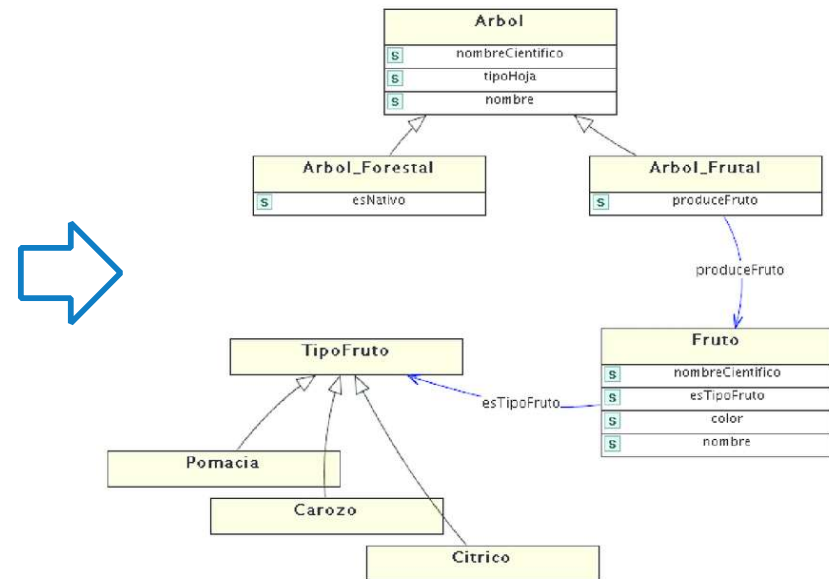 Arbol
S nombreCientifico
S tipoHoja
S nombre
Arbol_Forestal
S esNativo
Arbol_Frutal
S produceFruto
produceFruto
Fruto
S nombreCientifico
S esTipoFruto
S color
S nombre
TipoFruto
esTipoFruto
Pomacia
Carozo
Citrico